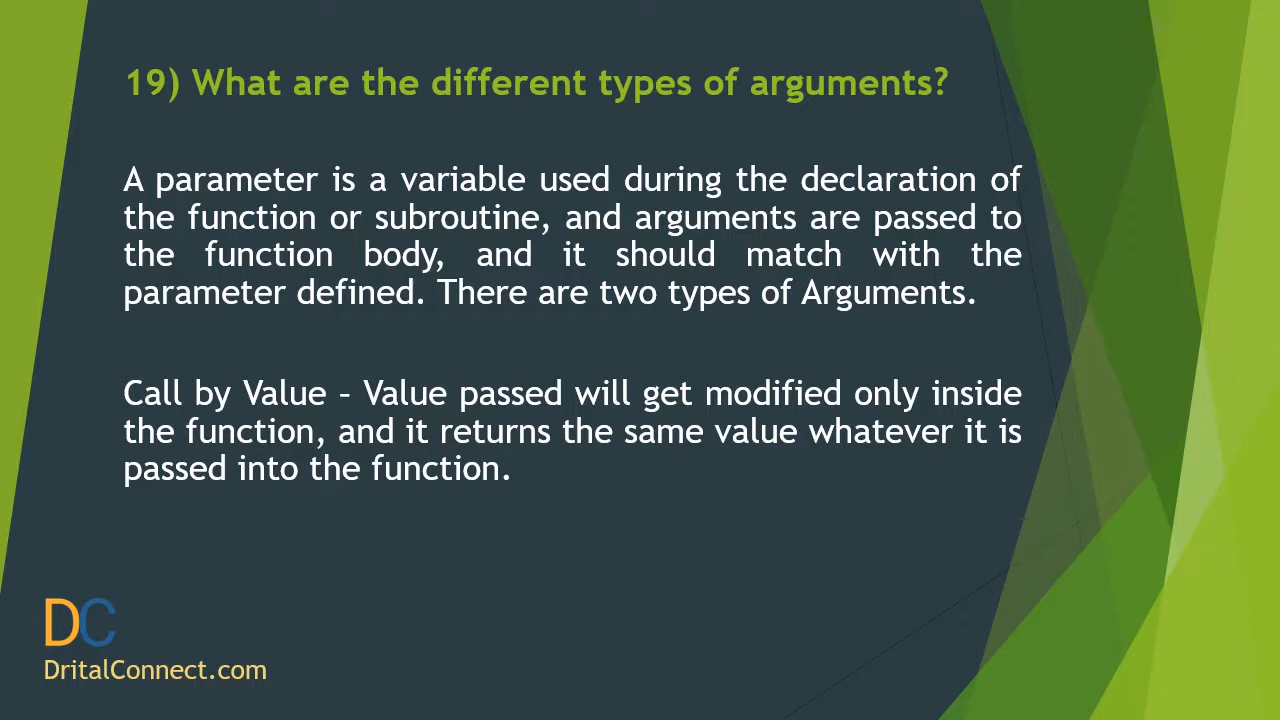 19) What are the different types of arguments?
A parameter is a variable used during the declaration of
the function or subroutine, and arguments are passed to
the function body, and it should match with the
parameter defined. There are two types of Arguments.
Call by Value – Value passed will get modified only inside
the function, and it returns the same value whatever it is
passed into the function.
DC
DritalConnect.com